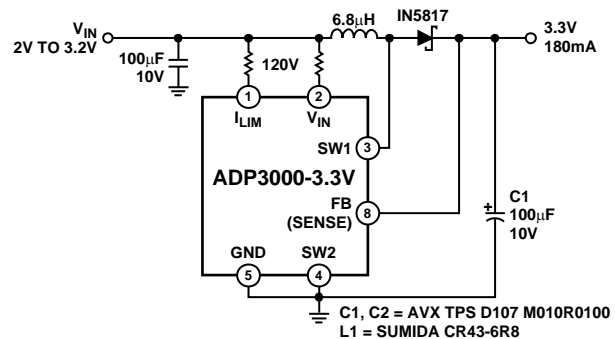 VIN
2V TO 3.2V
100µF
10V
120V
6.8µH
IN5817
3.3V
180mA
1
ILIM
2
VIN
SW1
3
ADP3000-3.3V
FB
(SENSE)
8
GND
5
SW2
4
+
C1
100µF
10V
C1, C2 = AVX TPS D107 M010R0100
L1 = SUMIDA CR43-6R8